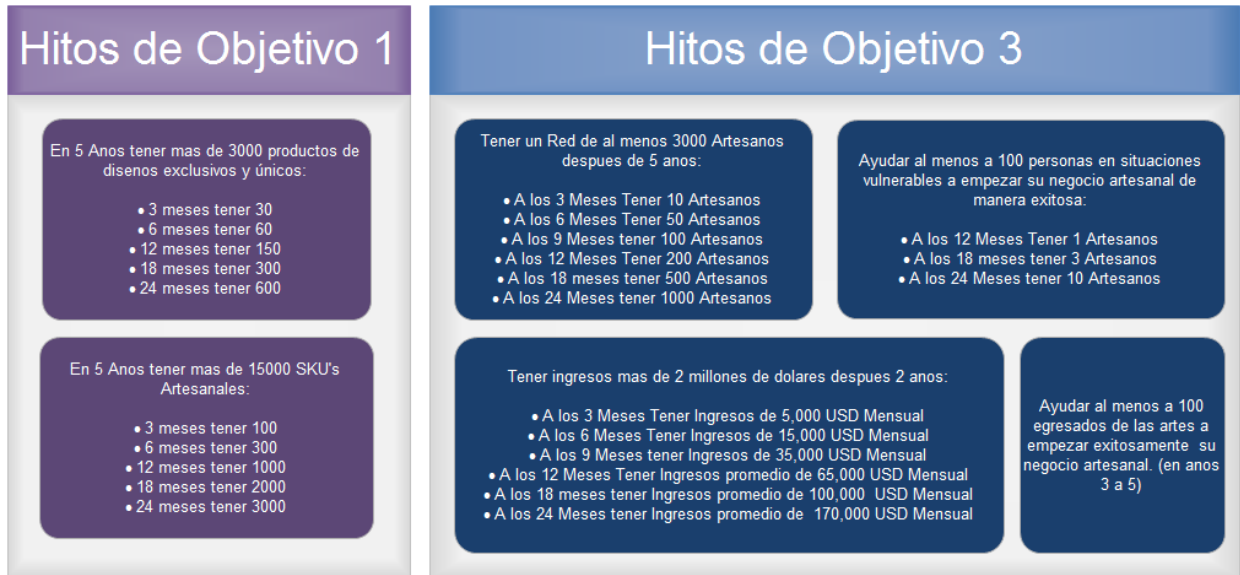 Hitos de Objetivo 1
En 5 Anos tener mas de 3000 productos de
disenos exclusivos y únicos:
• 3 meses tener 30
• 6 meses tener 60
• 12 meses tener 150
• 18 meses tener 300
• 24 meses tener 600
En 5 Anos tener mas de 15000 SKU's
Artesanales:
• 3 meses tener 100
• 6 meses tener 300
• 12 meses tener 1000
• 18 meses tener 2000
• 24 meses tener 3000
Hitos de Objetivo 3
Tener un Red de al menos 3000 Artesanos
despues de 5 anos:
• A los 3 Meses Tener 10 Artesanos
• A los 6 Meses Tener 50 Artesanos
• A los 9 Meses tener 100 Artesanos
• A los 12 Meses Tener 200 Artesanos
• A los 18 meses tener 500 Artesanos
• A los 24 Meses tener 1000 Artesanos
Ayudar al menos a 100 personas en situaciones
vulnerables a empezar su negocio artesanal de
manera exitosa:
• A los 12 Meses Tener 1 Artesanos
• A los 18 meses tener 3 Artesanos
• A los 24 Meses tener 10 Artesanos
Tener ingresos mas de 2 millones de dolares despues 2 anos:
• A los 3 Meses Tener Ingresos de 5,000 USD Mensual
• A los 6 Meses Tener Ingresos de 15,000 USD Mensual
• A los 9 Meses tener Ingresos de 35,000 USD Mensual
• A los 12 Meses Tener Ingresos promedio de 65,000 USD Mensual
• A los 18 meses tener Ingresos promedio de 100,000 USD Mensual
• A los 24 Meses tener Ingresos promedio de 170,000 USD Mensual
Ayudar al menos a 100
egresados de las artes a
empezar exitosamente su
negocio artesanal. (en anos
3 a 5)